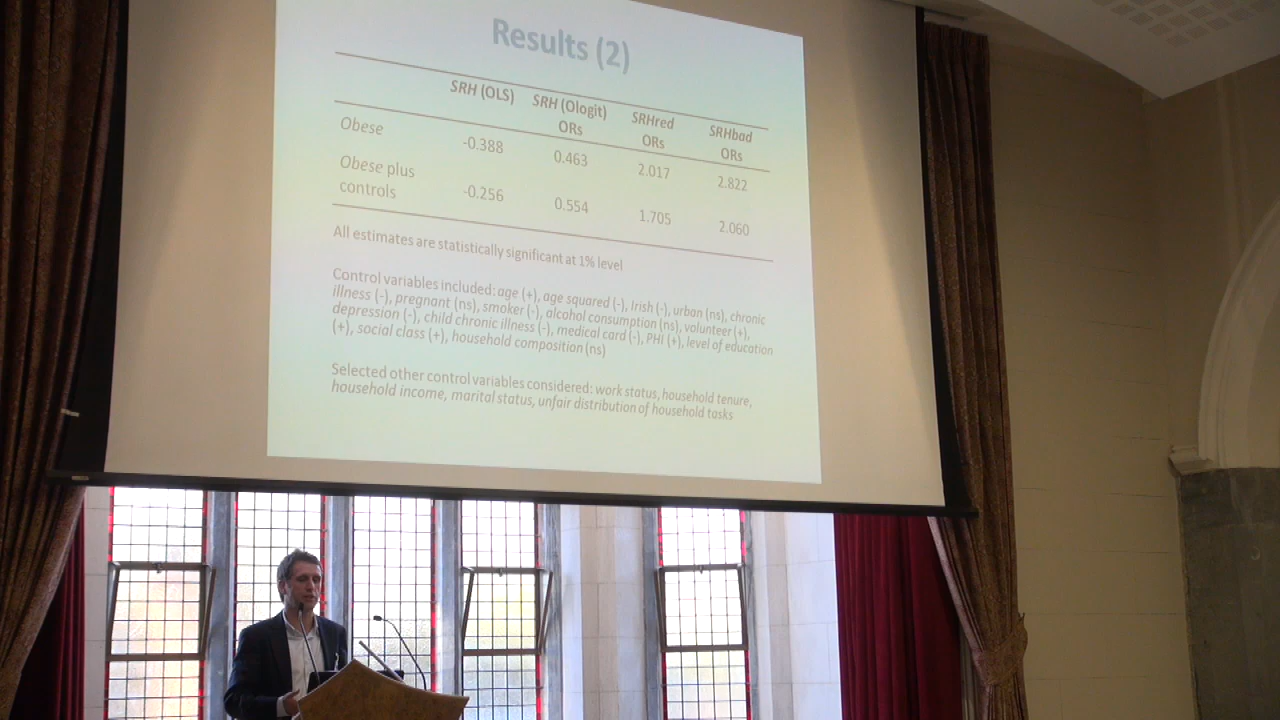 Results (2)
SRH (OLS) SRH (Ologit) ORs SRHred ORs SRHbad ORs
Obese -0.388 0.463 2.017 2.822
Obese plus controls -0.256 0.554 1.705 2.060
All estimates are statistically significant at 1% level
Control variables included: age (+), age squared (-), Irish (-), urban (ns), chronic
illness (-), pregnant (ns), smoker (-), alcohol consumption (ns), volunteer (+),
depression (-), child chronic illness (-), medical card (-), PHI (+), level of education
(+), social class (+), household composition (ns)
Selected other control variables considered: work status, household tenure,
household income, marital status, unfair distribution of household tasks